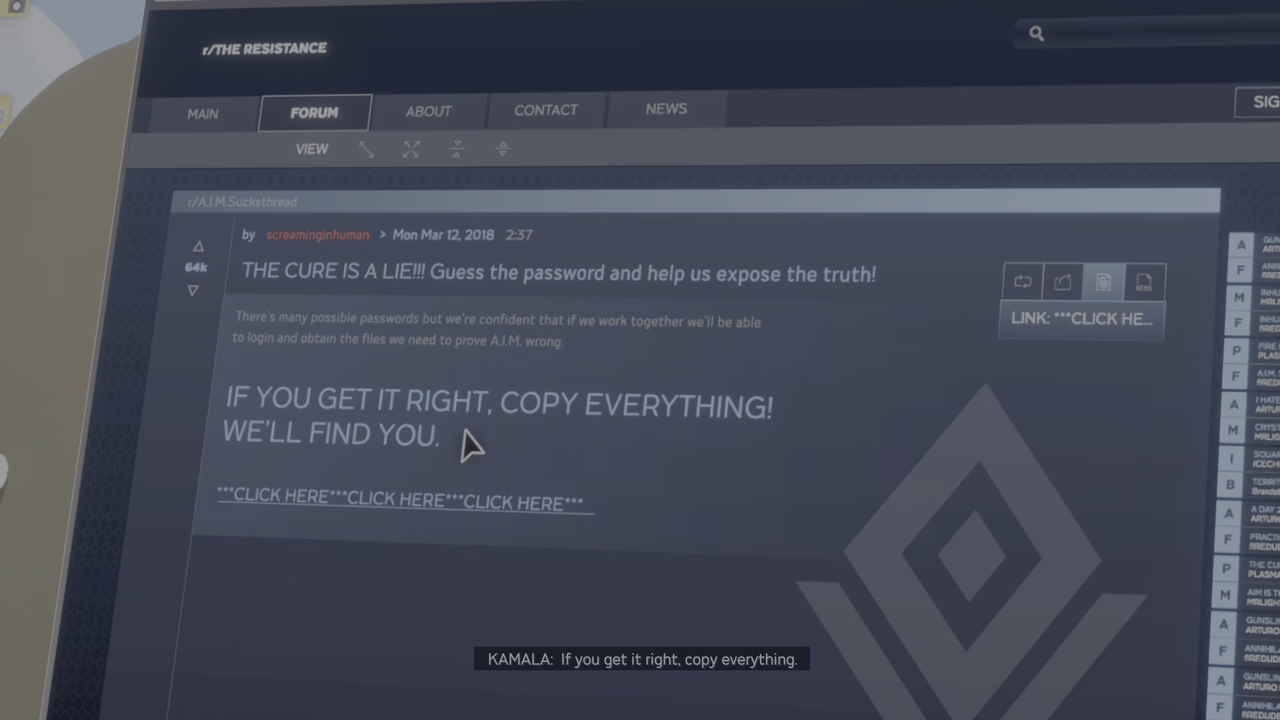 r/THE RESISTANCE
MAIN
FORUM
ABOUT
CONTACT
NEWS
SIG
VIEW
r/A.I.M.Sucksthread
64k
by screaminginhuman > Mon Mar 12, 2018 2:37
THE CURE IS A LIE!!! Guess the password and help us expose the truth!
There's many possible passwords but we're confident that if we work together we'll be able
to login and obtain the files we need to prove A.I.M. wrong.
LINK: ***CLICK HE...
IF YOU GET IT RIGHT, COPY EVERYTHING!
WE'LL FIND YOU.
***CLICK HERE***CLICK HERE***CLICK HERE***
A
F
M
F
P
F
A
M
I
B
A
F
P
M
A
F
A
F
KAMALA: If you get it right, copy everything.